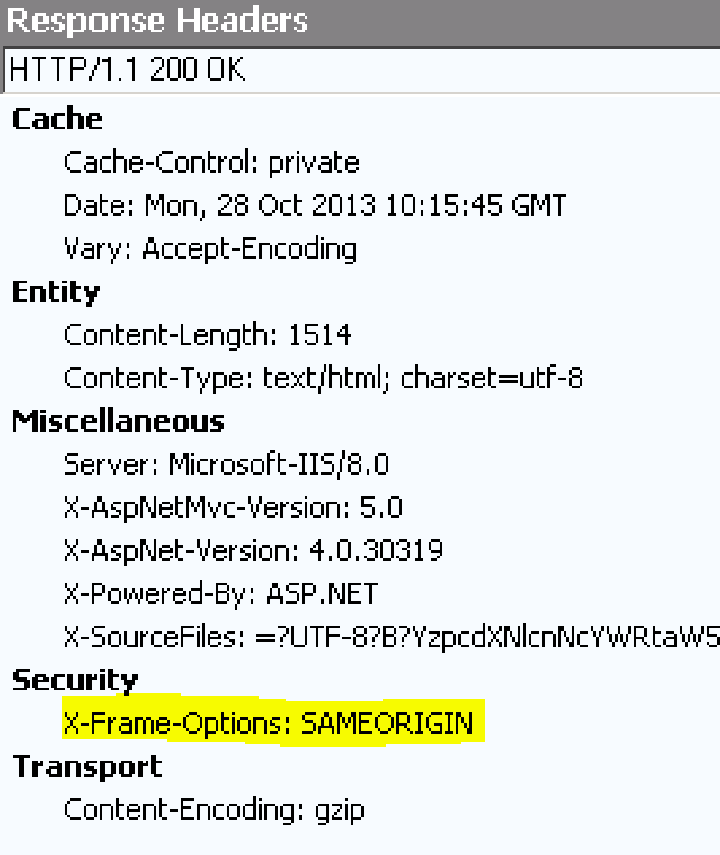 Response Headers
HTTP/1.1 200 OK
Cache
Cache-Control: private
Date: Mon, 28 Oct 2013 10:15:45 GMT
Vary: Accept-Encoding
Entity
Content-Length: 1514
Content-Type: text/html; charset=utf-8
Miscellaneous
Server: Microsoft-IIS/8.0
X-AspNetMvc-Version: 5.0
X-AspNet-Version: 4.0.30319
X-Powered-By: ASP.NET
X-SourceFiles: =?UTF-8?B?YzpcdXNlcnNcYWRtaW5
Security
X-Frame-Options: SAMEORIGIN
Transport
Content-Encoding: gzip